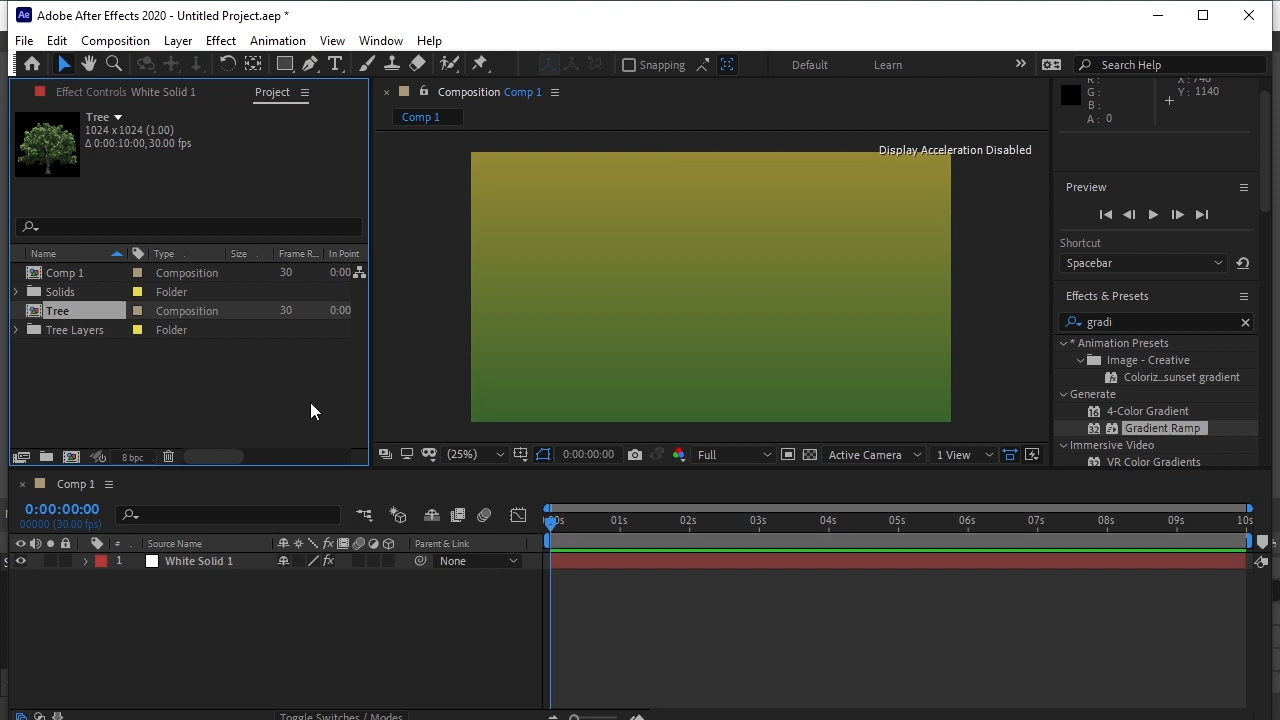 Ae Adobe After Effects 2020 - Untitled Project.aep *
File Edit Composition Layer Effect Animation View Window Help
Snapping Default Learn Search Help
Effect Controls White Solid 1 Project
Tree
1024 x 1024 (1.00)
Δ 0:00:10:00, 30.00 fps
Name Type Size Frame R... In Point
Comp 1 Composition 30 0:00
Solids Folder
Tree Composition 30 0:00
Tree Layers Folder
8 bpc
Composition Comp 1
Comp 1
Display Acceleration Disabled
(25%) 0:00:00:00 Full Active Camera 1 View
R : X : 746
G : Y : 1140
B :
A : 0
Preview
Shortcut
Spacebar
Effects & Presets
gradi
* Animation Presets
Image - Creative
Coloriz...sunset gradient
Generate
4-Color Gradient
Gradient Ramp
Immersive Video
VR Color Gradients
Comp 1
0:00:00:00
00000 (30.00 fps)
:00s 01s 02s 03s 04s 05s 06s 07s 08s 09s 10s
# Source Name fx Parent & Link
1 White Solid 1 fx None
Toggle Switches / Modes